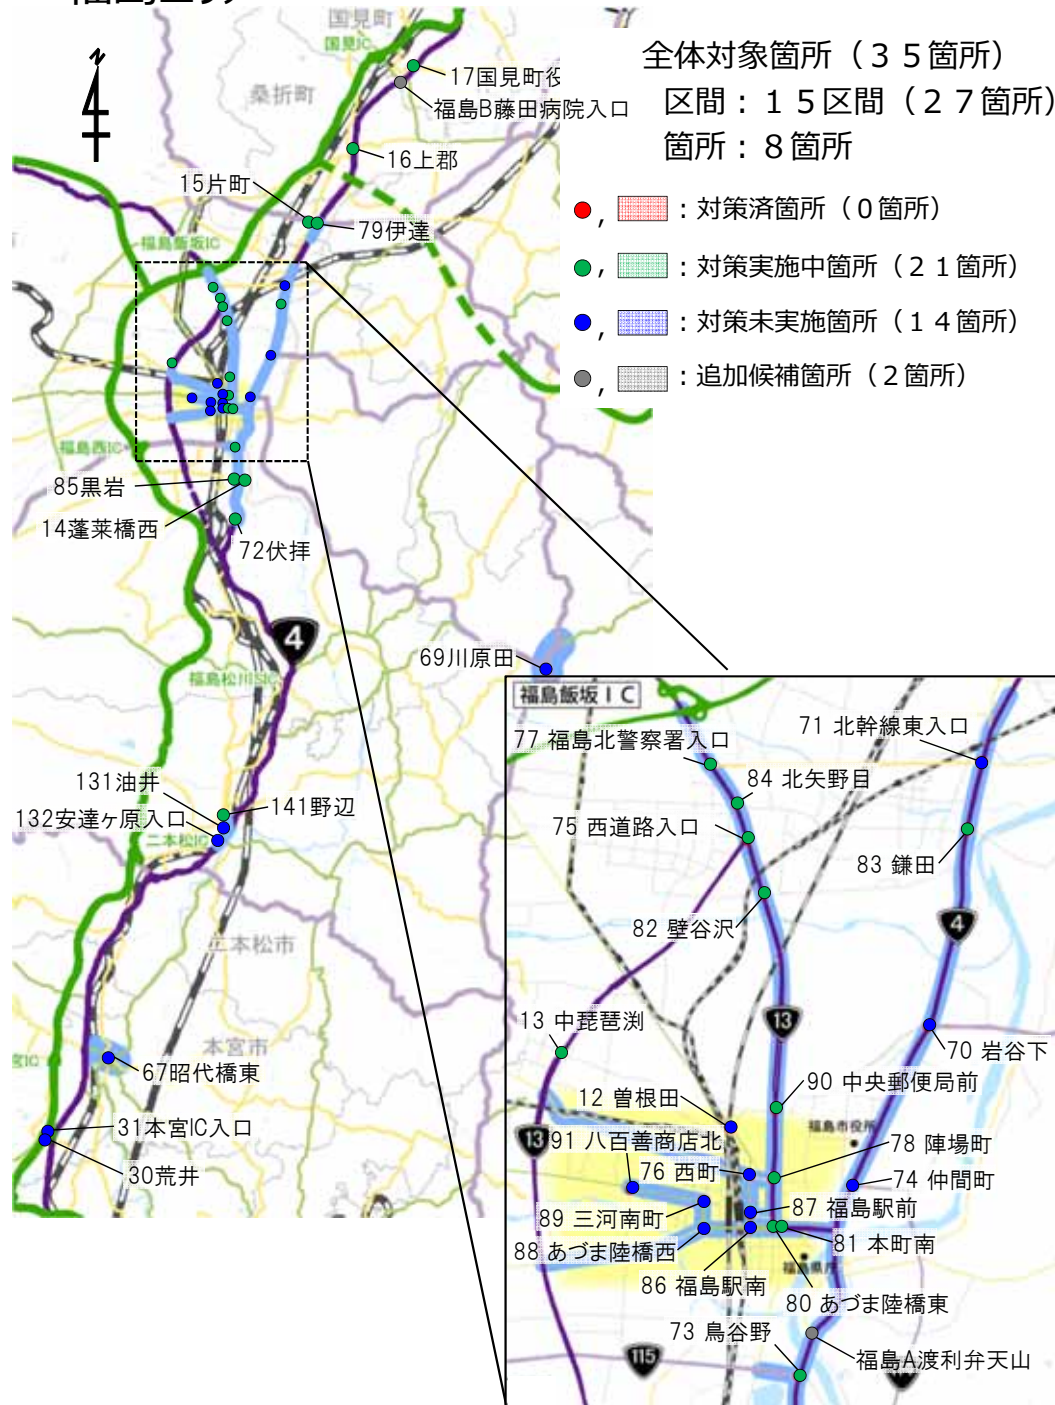 全体対象箇所（３５箇所）
区間：１５区間（２７箇所）
箇所：８箇所
, ：対策済箇所（０箇所）
, ：対策実施中箇所（２１箇所）
, ：対策未実施箇所（１４箇所）
, ：追加候補箇所（２箇所）
国見町
国見IC
17国見町役
桑折町
福島B藤田病院入口
16上郡
15片町
79伊達
福島飯坂IC
福島西IC
85黒岩
14蓬莱橋西
72伏拝
4
69川原田
福島松川SIC
131油井
141野辺
132安達ヶ原入口
二本松IC
二本松市
本宮市
宮IC
67昭代橋東
31本宮IC入口
30荒井
福島飯坂ＩＣ
77 福島北警察署入口
71 北幹線東入口
84 北矢野目
75 西道路入口
83 鎌田
82 壁谷沢
4
13
13 中琵琶渕
70 岩谷下
90 中央郵便局前
12 曽根田
福島市役所
13
91 八百善商店北
78 陣場町
76 西町
74 仲間町
89 三河南町
87 福島駅前
88 あづま陸橋西
81 本町南
86 福島駅南
福島県所
80 あづま陸橋東
73 鳥谷野
115
福島A渡利弁天山